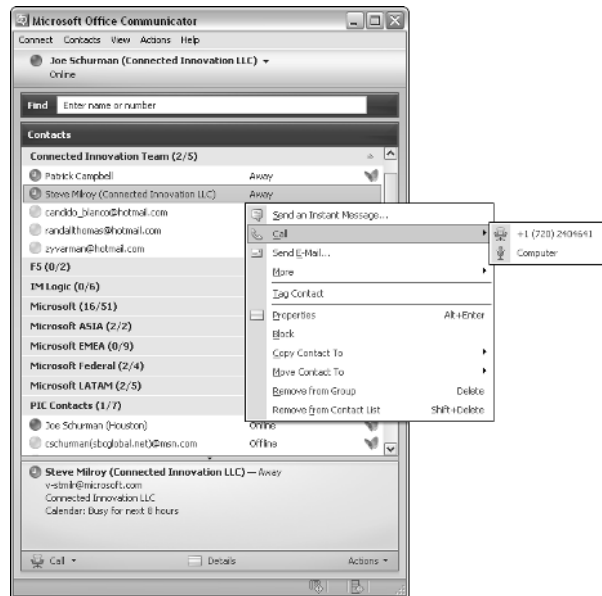 Microsoft Office Communicator
Connect Contacts View Actions Help
Joe Schurman (Connected Innovation LLC)
Online
Find Enter name or number
Contacts
Connected Innovation Team (2/5)
Patrick Campbell Away
Steve Milroy (Connected Innovation LLC) Away
candido_bianco@hotmail.com
randalthomas@hotmail.com
zyvarman@hotmail.com
F5 (0/2)
IM Logic (0/6)
Microsoft (16/51)
Microsoft ASIA (2/2)
Microsoft EMEA (0/9)
Microsoft Federal (2/4)
Microsoft LATAM (2/5)
PIC Contacts (1/7)
Joe Schurman (Houston) Online
cschurman(sbcglobal.net)@msn.com Offline
Send an Instant Message...
Call
+1 (720) 2404641
Computer
Send E-Mail...
More
Tag Contact
Properties Alt+Enter
Block
Copy Contact To
Move Contact To
Remove from Group Delete
Remove from Contact List Shift+Delete
Steve Milroy (Connected Innovation LLC) — Away
v-stmilr@microsoft.com
Connected Innovation LLC
Calendar: Busy for next 8 hours
Call Details Actions